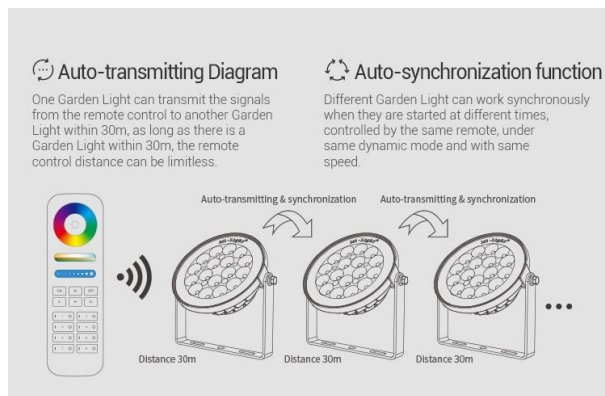 Auto-transmitting Diagram
One Garden Light can transmit the signals
from the remote control to another Garden
Light within 30m, as long as there is a
Garden Light within 30m, the remote
control distance can be limitless.
Auto-synchronization function
Different Garden Light can work synchronously
when they are started at different times,
controlled by the same remote, under
same dynamic mode and with same
speed.
Auto-transmitting & synchronization
Auto-transmitting & synchronization
Distance 30m
Distance 30m
Distance 30m